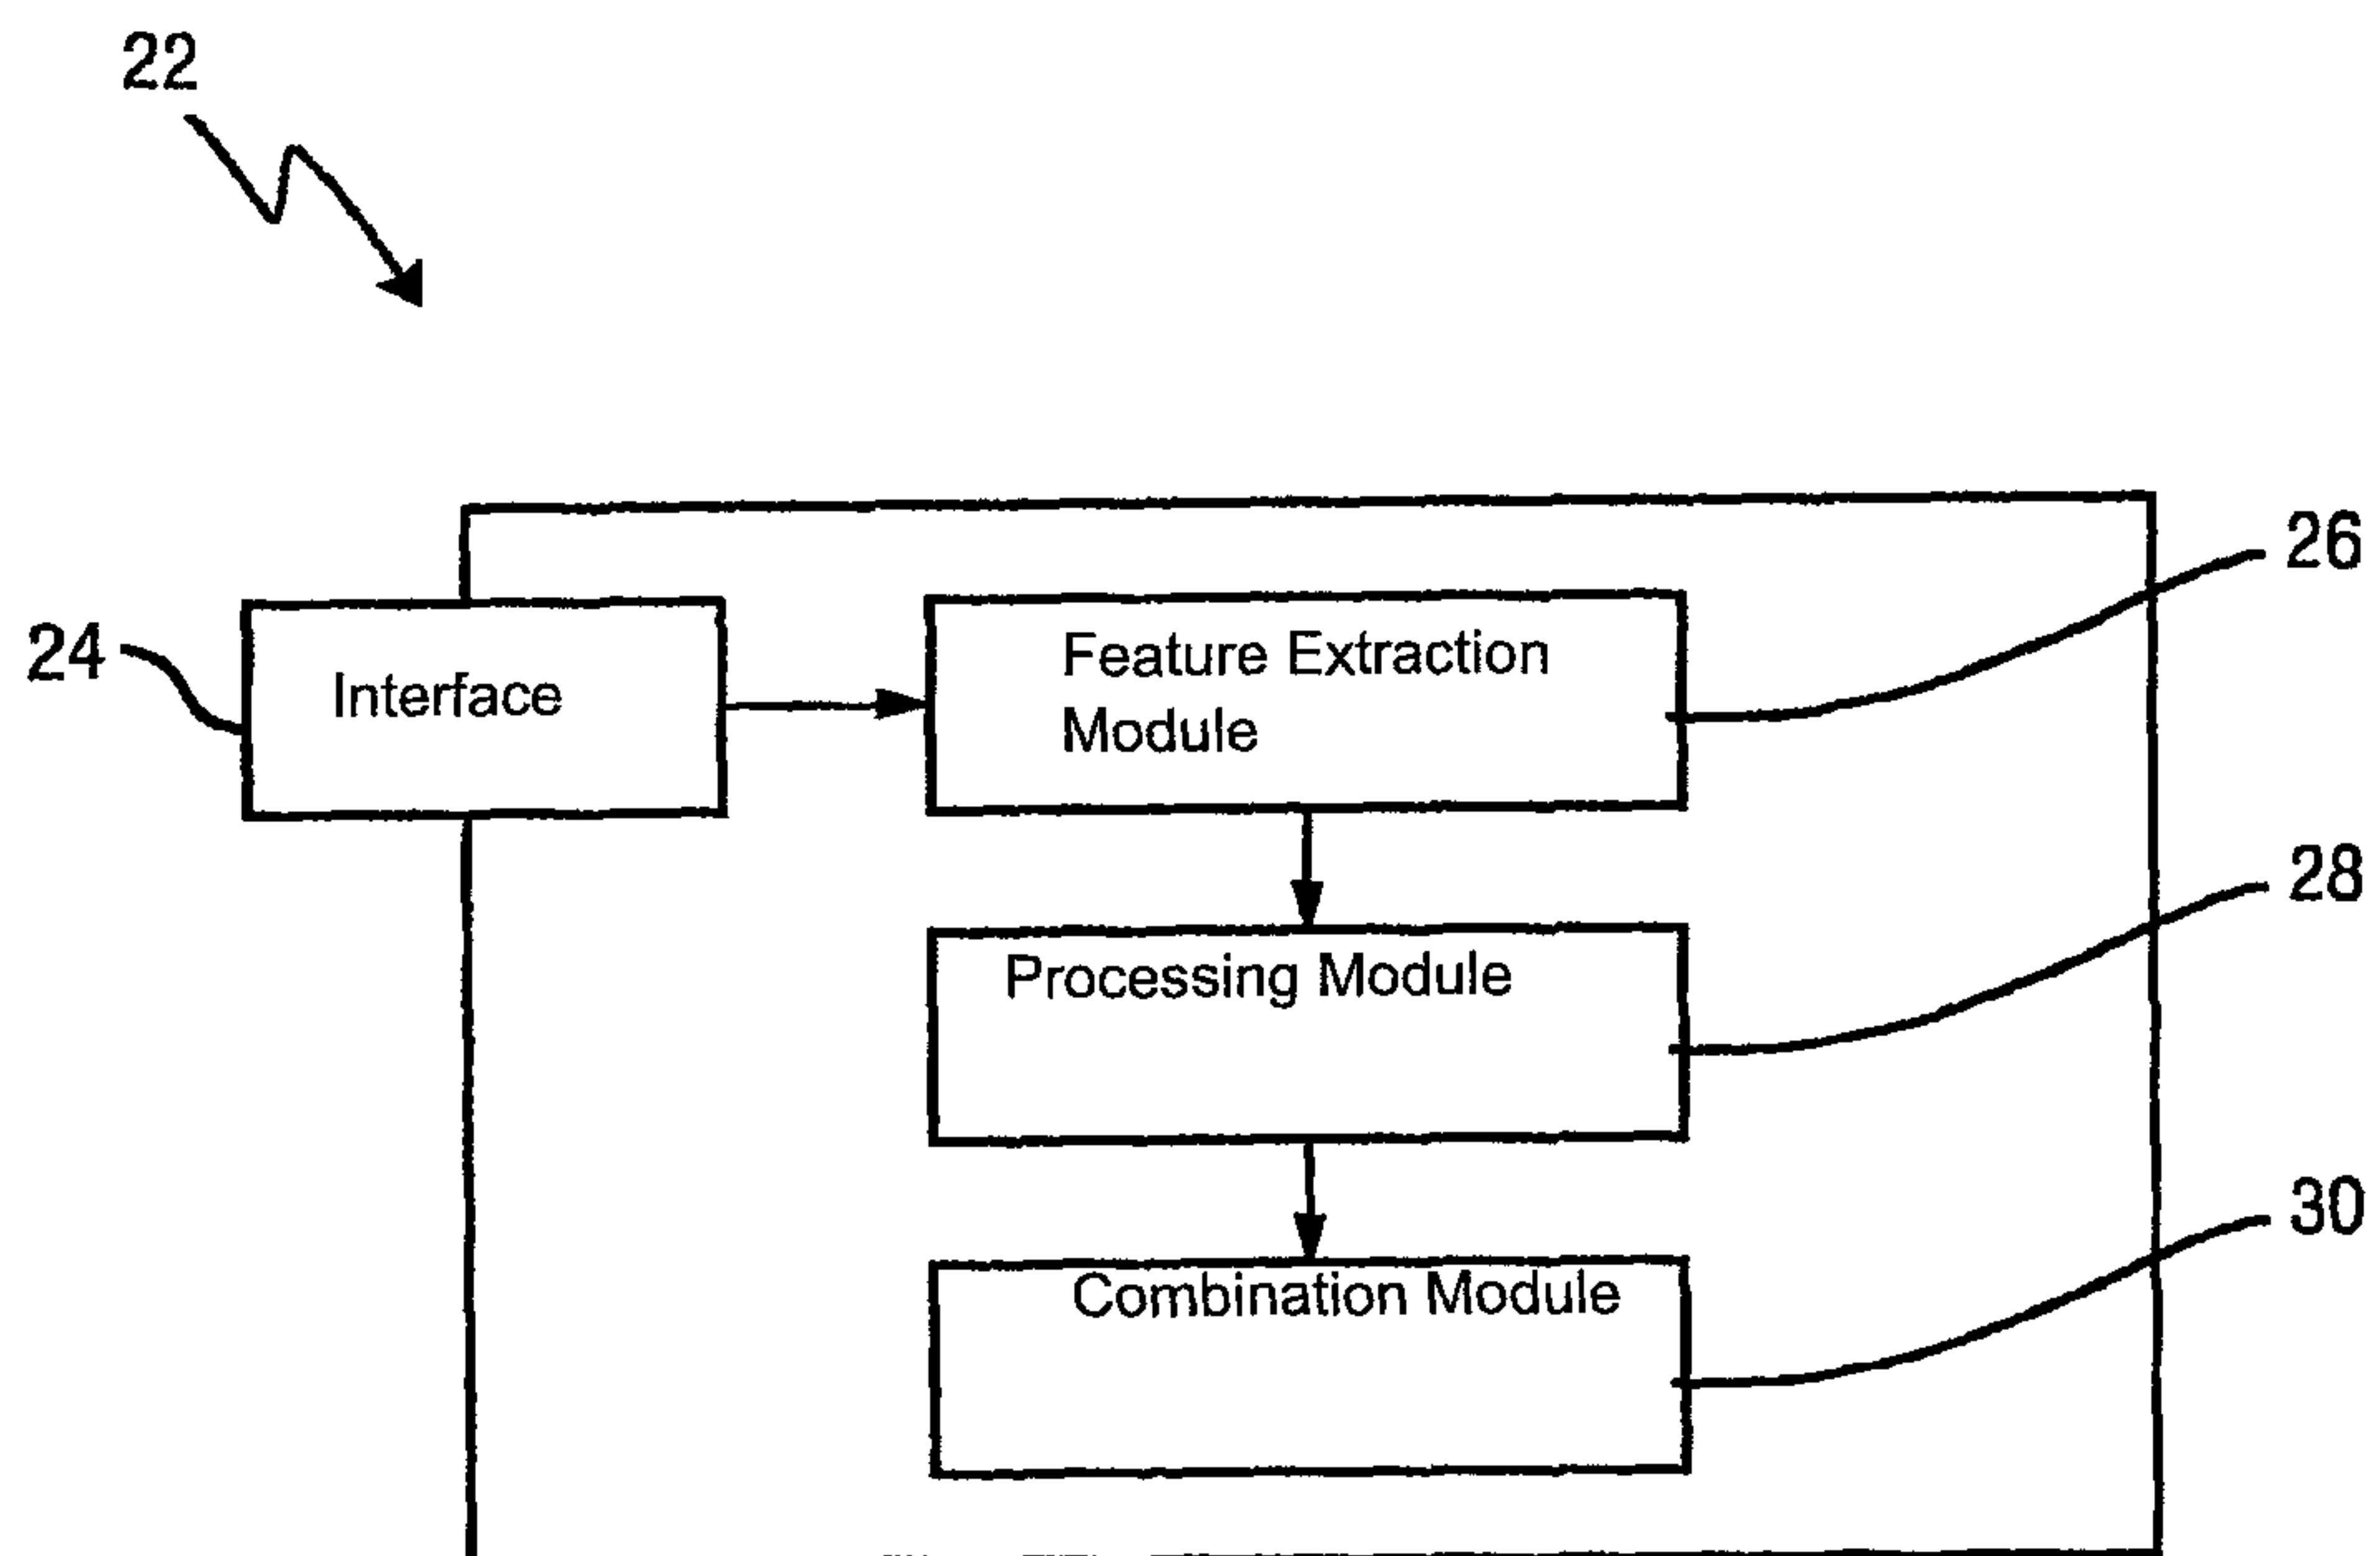 22
26
24
Interface
Feature Extraction
Module
28
Processing Module
30
Combination Module